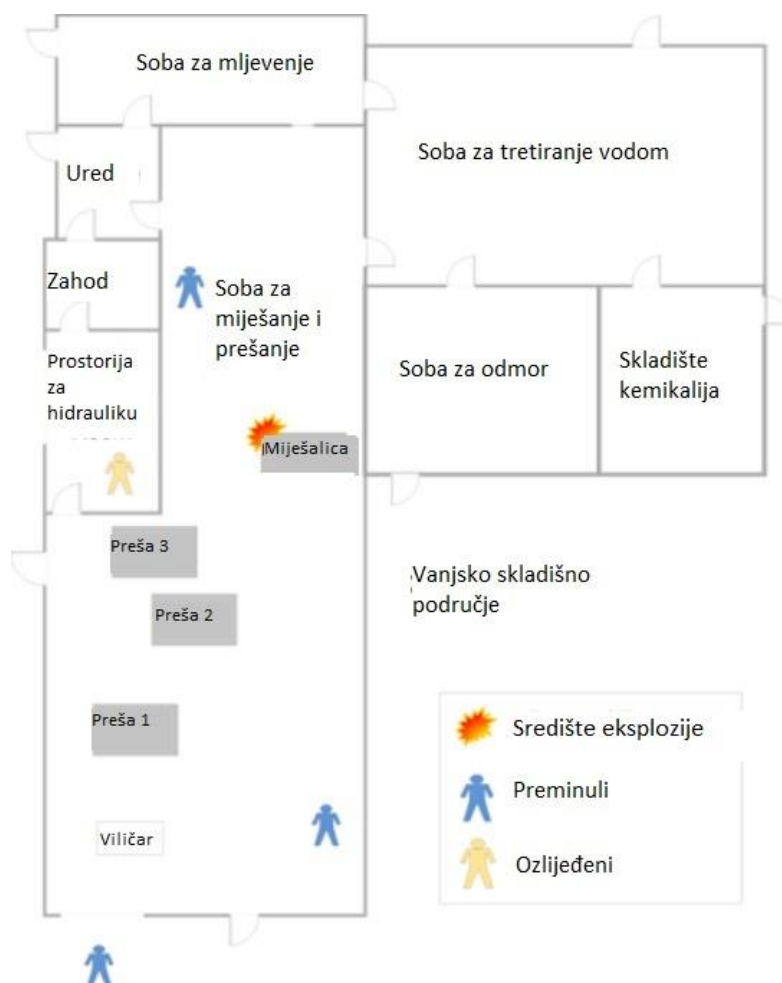 Soba za mljevenje
Soba za tretiranje vodom
Ured
Zahod
Soba za
miješanje i
prešanje
Prostorija
za
hidrauliku
Soba za odmor
Skladište
kemikalija
Miješalica
Preša 3
Preša 2
Preša 1
Viličar
Vanjsko skladišno
područje
Središte eksplozije
Preminuli
Ozlijeđeni